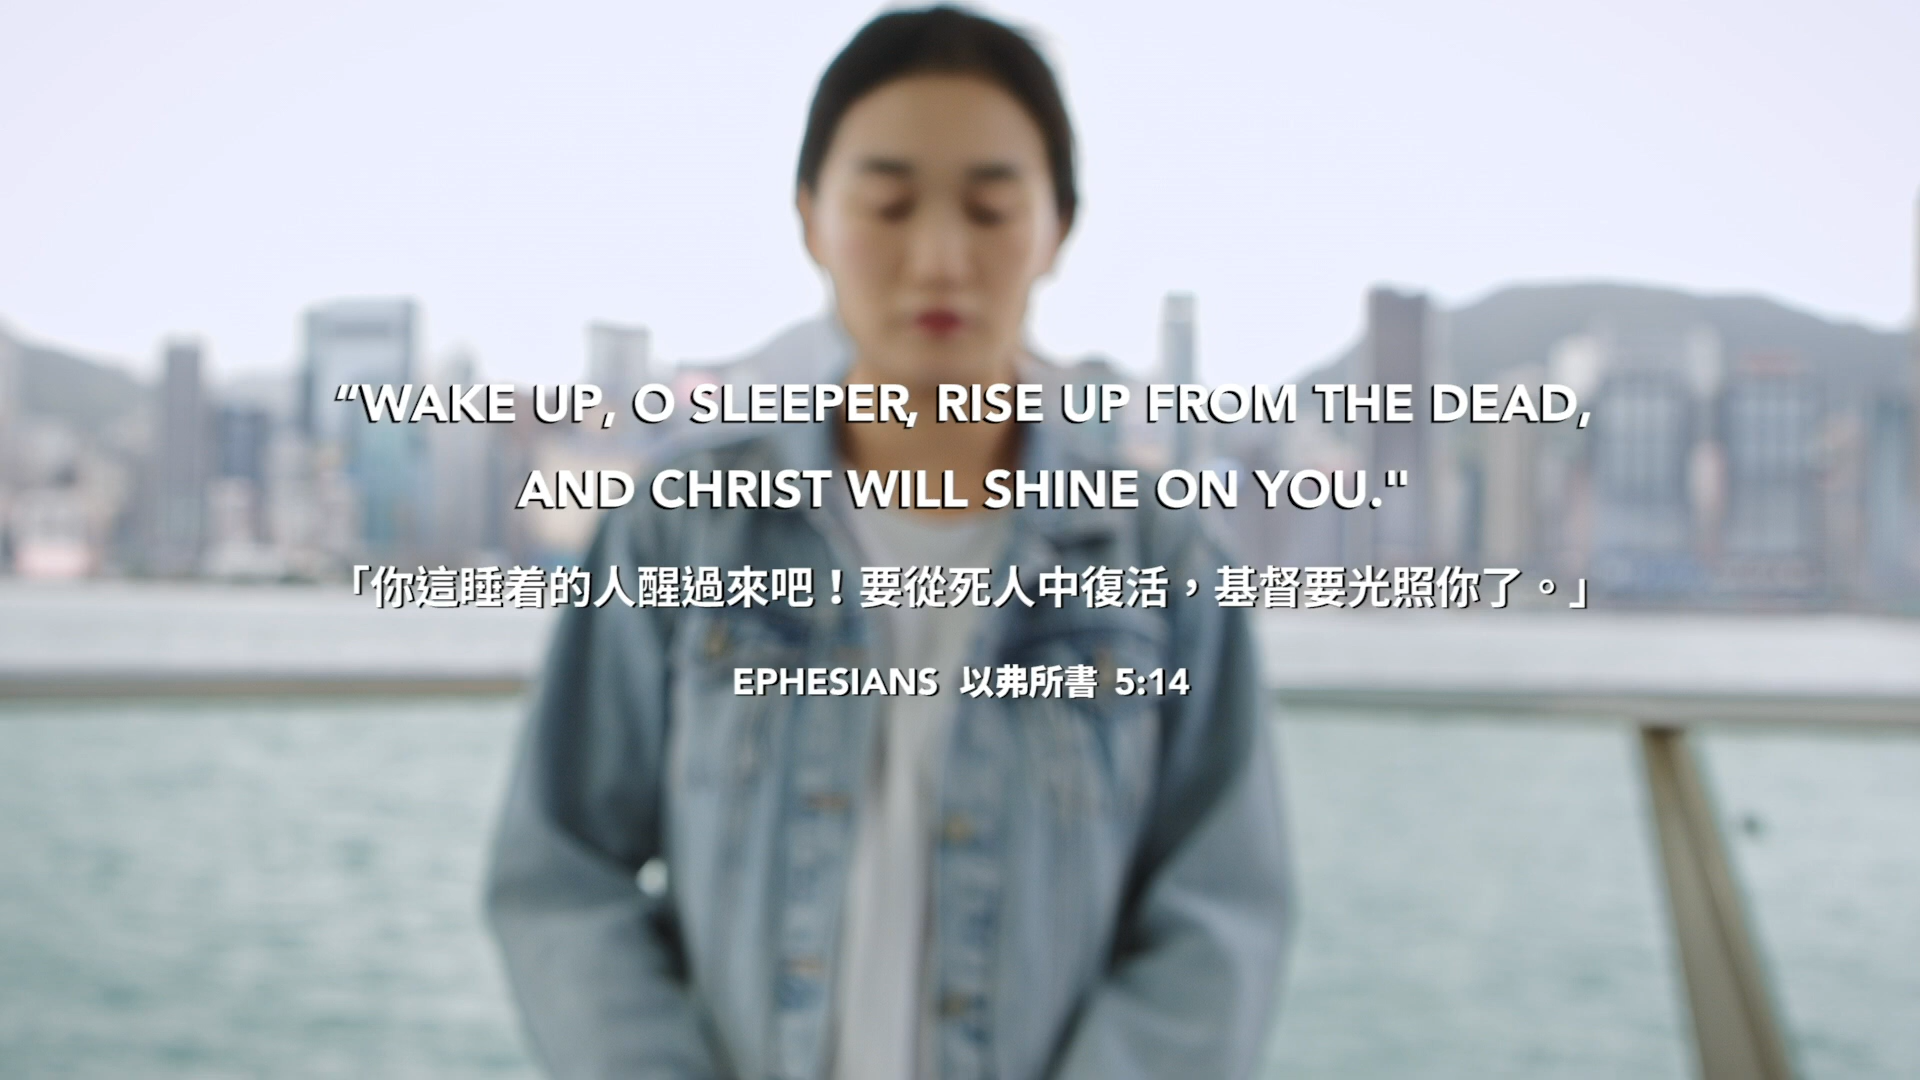 “WAKE UP, O SLEEPER, RISE UP FROM THE DEAD,
AND CHRIST WILL SHINE ON YOU."
「你這睡着的人醒過來吧！要從死人中復活，基督要光照你了。」
EPHESIANS 以弗所書 5:14